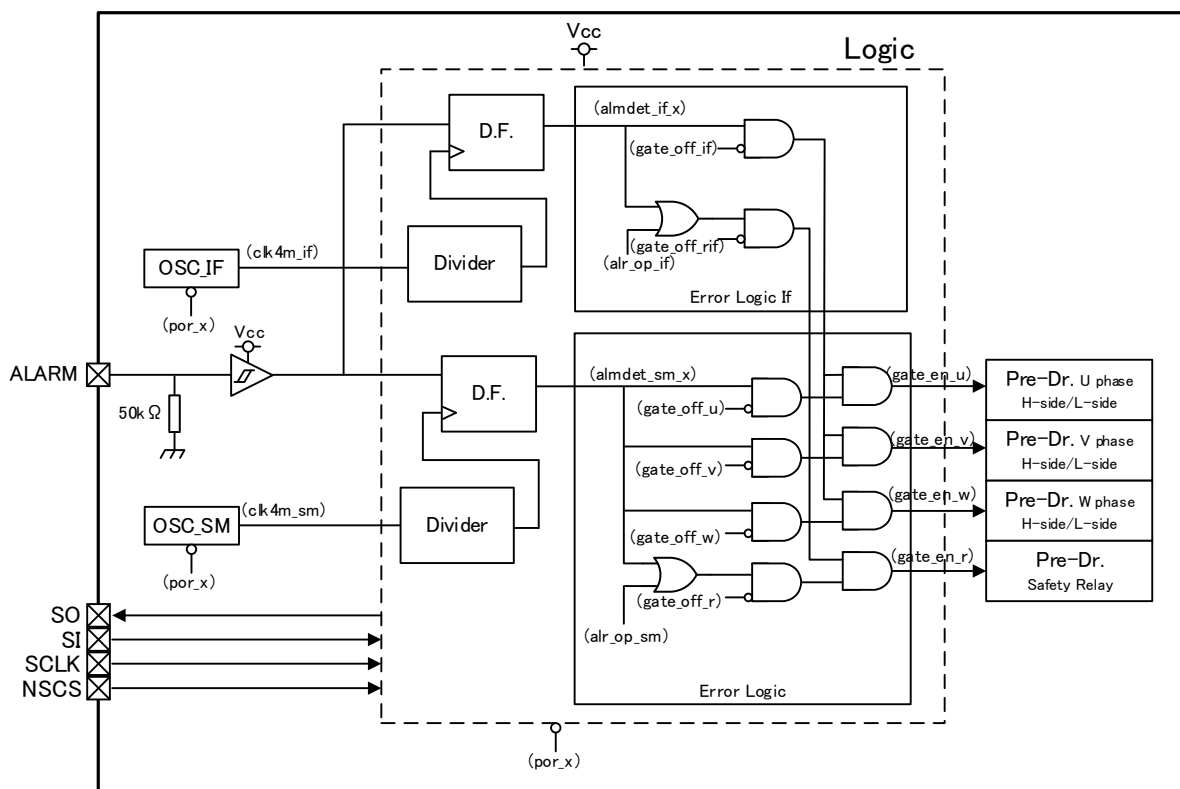 Vcc
Logic
D.F.
(almdet_if_x)
(gate_off_if)
(clk4m_if)
OSC_IF
Divider
(gate_off_rif)
(alr_op_if)
Error Logic If
(por_x)
Vcc
ALARM
50kΩ
D.F.
(almdet_sm_x)
(gate_en_u)
Pre-Dr. U phase
H-side/L-side
(gate_off_u)
(gate_en_v)
Pre-Dr. V phase
H-side/L-side
(gate_off_v)
(gate_en_w)
Pre-Dr. W phase
H-side/L-side
(clk4m_sm)
OSC_SM
Divider
(gate_off_w)
(gate_en_r)
Pre-Dr.
Safety Relay
(por_x)
(gate_off_r)
(alr_op_sm)
SO
SI
SCLK
NSCS
Error Logic
(por_x)